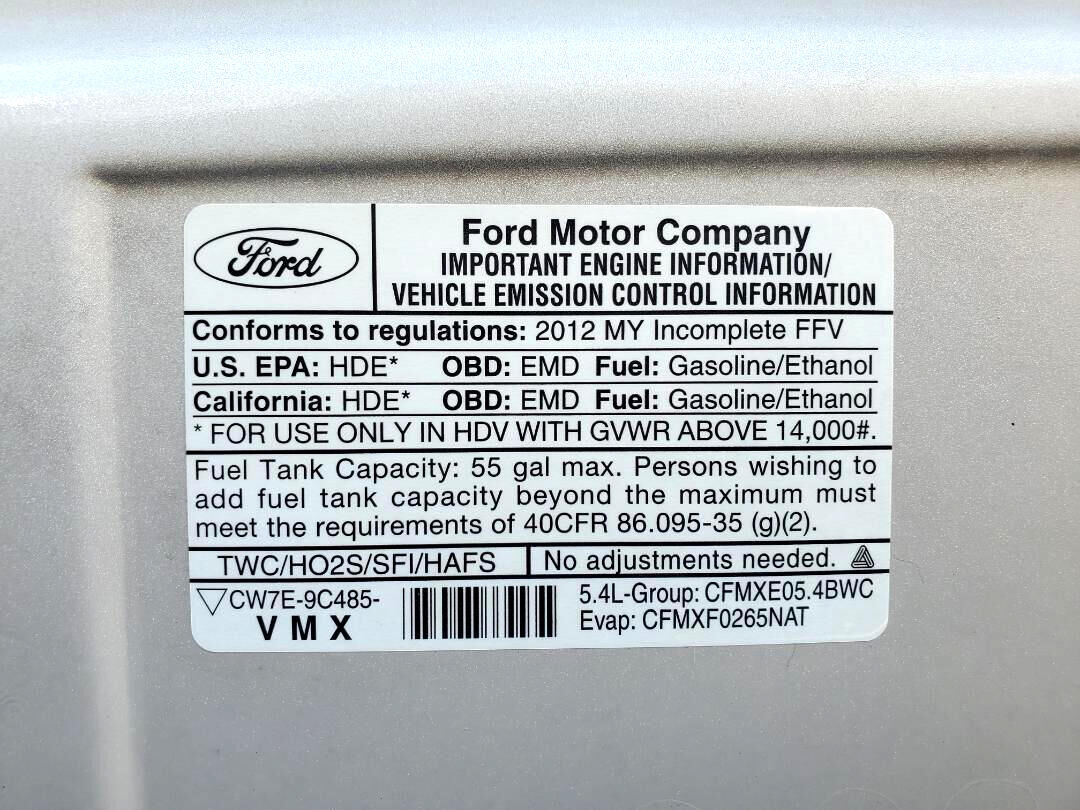 Ford
Ford Motor Company
IMPORTANT ENGINE INFORMATION/
VEHICLE EMISSION CONTROL INFORMATION
Conforms to regulations: 2012 MY Incomplete FFV
U.S. EPA: HDE* OBD: EMD Fuel: Gasoline/Ethanol
California: HDE* OBD: EMD Fuel: Gasoline/Ethanol
* FOR USE ONLY IN HDV WITH GVWR ABOVE 14,000#.
Fuel Tank Capacity: 55 gal max. Persons wishing to
add fuel tank capacity beyond the maximum must
meet the requirements of 40CFR 86.095-35 (g)(2).
TWC/HO2S/SFI/HAFS No adjustments needed.
CW7E-9C485-
VMX
5.4L-Group: CFMXE05.4BWC
Evap: CFMXF0265NAT